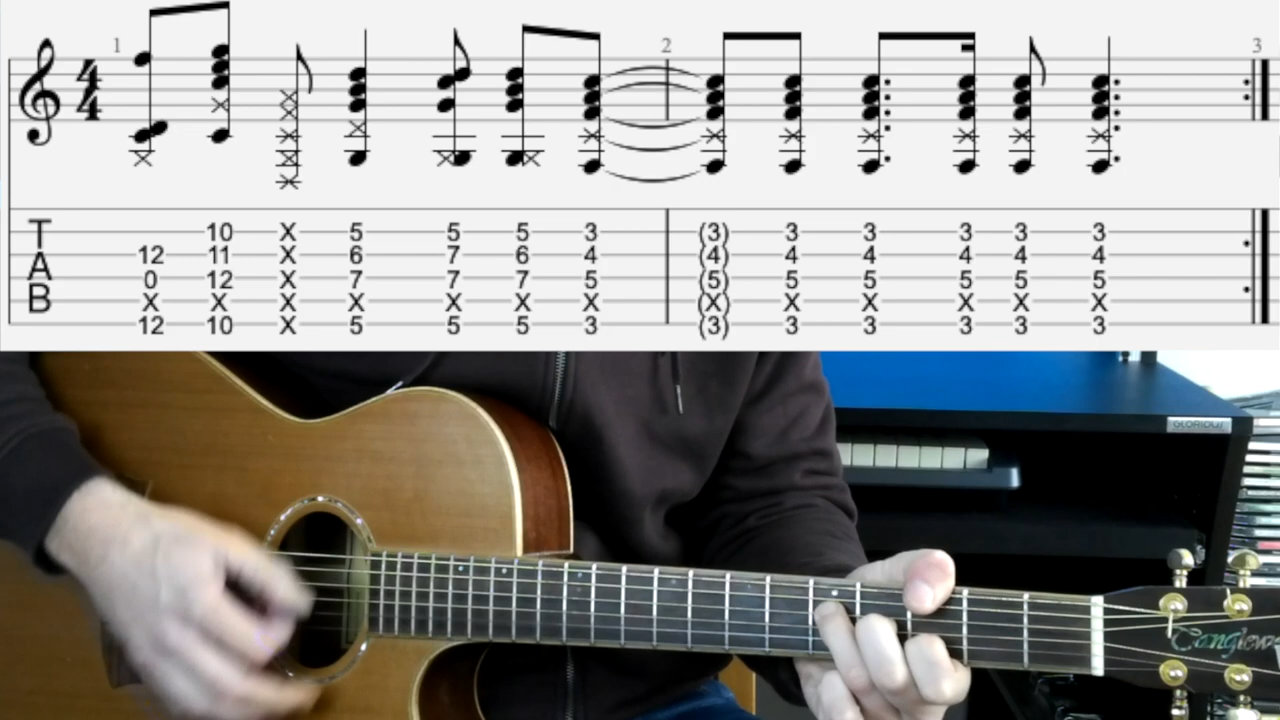 1 2 3
4
4
T 10 X 5 5 5 3 (3) 3 3 3 3 3
A 12 11 X 6 7 6 4 (4) 4 4 4 4 4
0 12 X 7 7 7 5 (5) 5 5 5 5 5
B X X X X X X X (X) X X X X X
12 10 X 5 5 5 3 (3) 3 3 3 3 3
GLORIOUS
Tanglew